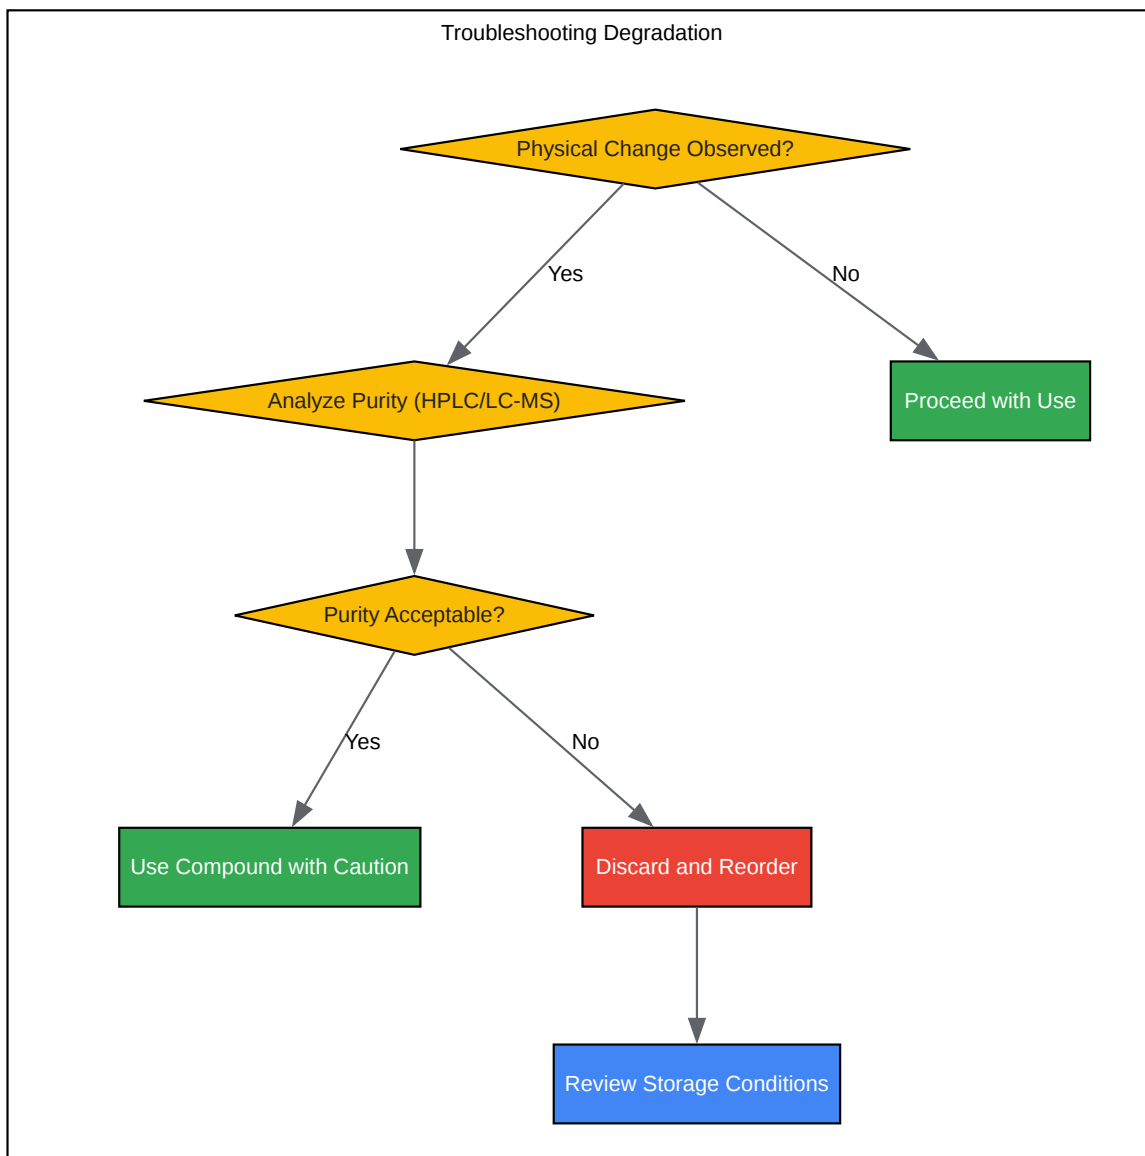 Troubleshooting Degradation
Physical Change Observed?
Yes
No
Analyze Purity (HPLC/LC-MS)
Proceed with Use
Purity Acceptable?
Yes
No
Use Compound with Caution
Discard and Reorder
Review Storage Conditions